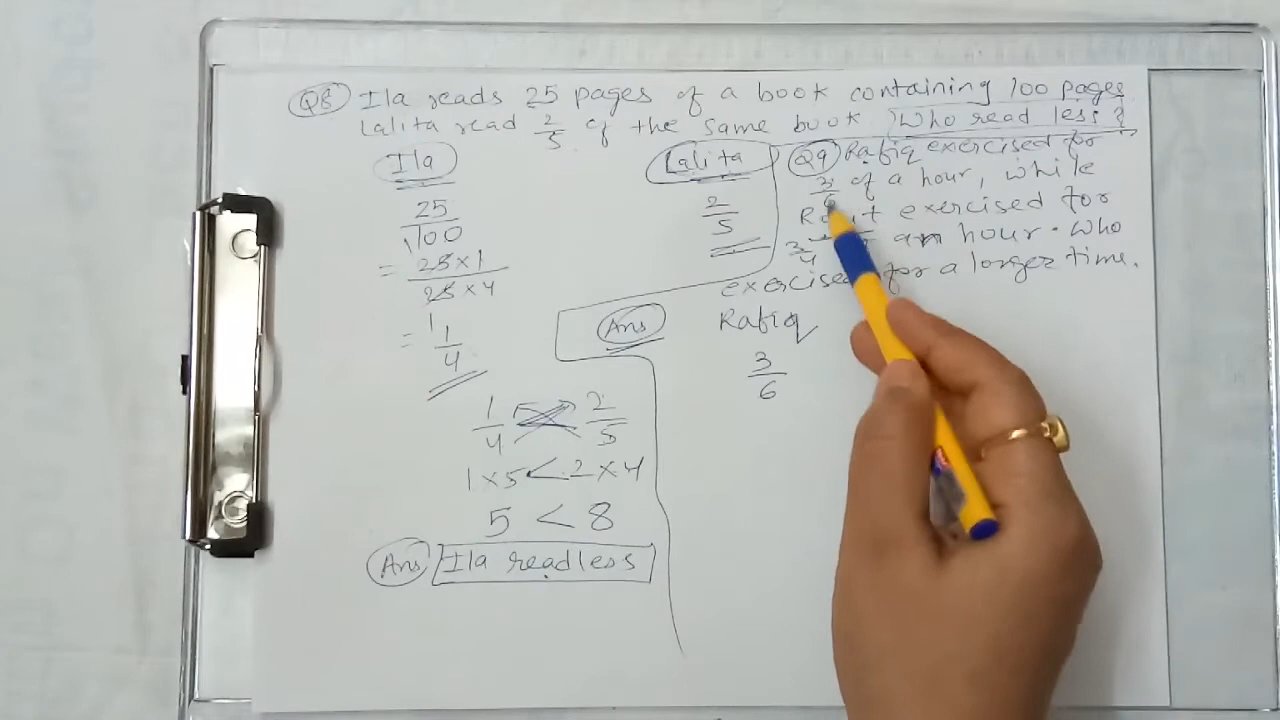 Q8 Ila reads 25 pages of a book containing 100 pages.
Lalita read 2/5 of the same book. Who read less?
Ila
25/100
= 25×1/25×4
= 1/4
Lalita
2/5
Ans
1/4 2/5
1×5 < 2×4
5 < 8
Ans Ila read less
Q9 Rafiq exercised for
3/6 of a hour, while
exercised for
3/4 an hour. Who
exercised for a longer time.
Rafiq
3/6